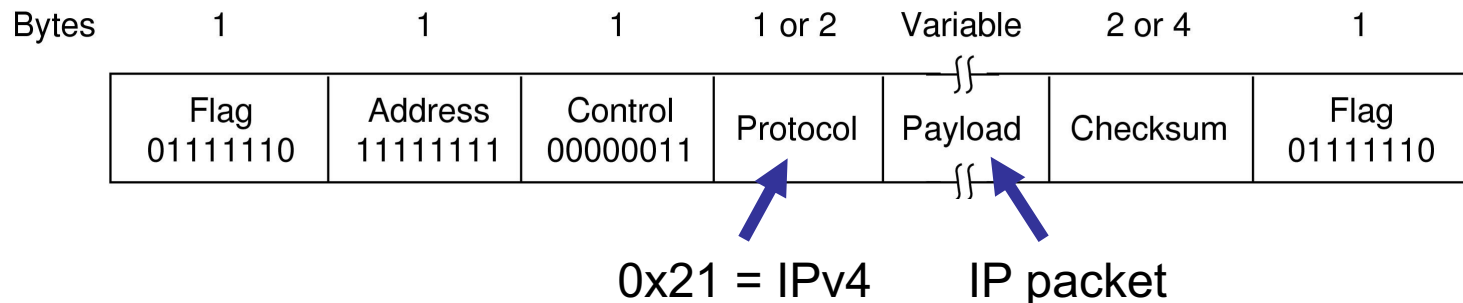 Bytes 1 1 1 1 or 2 Variable 2 or 4 1
Flag Address Control Protocol Payload Checksum Flag
01111110 11111111 00000011 01111110
0x21 = IPv4 IP packet